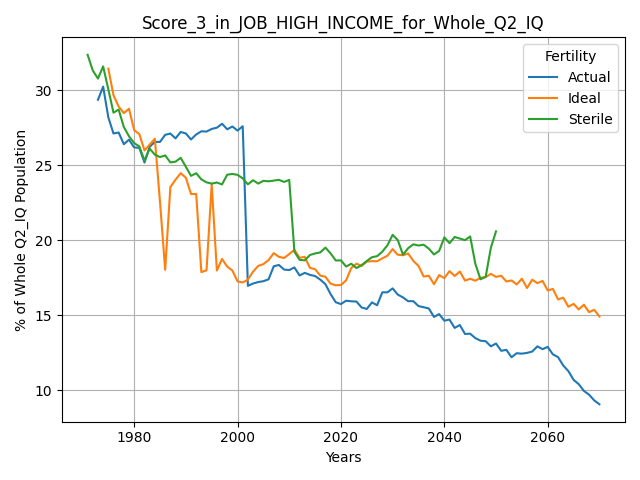 Score_3_in_JOB_HIGH_INCOME_for_Whole_Q2_IQ
Fertility
Actual
Ideal
Sterile
% of Whole Q2_IQ Population
30
25
20
15
10
1980
2000
2020
2040
2060
Years